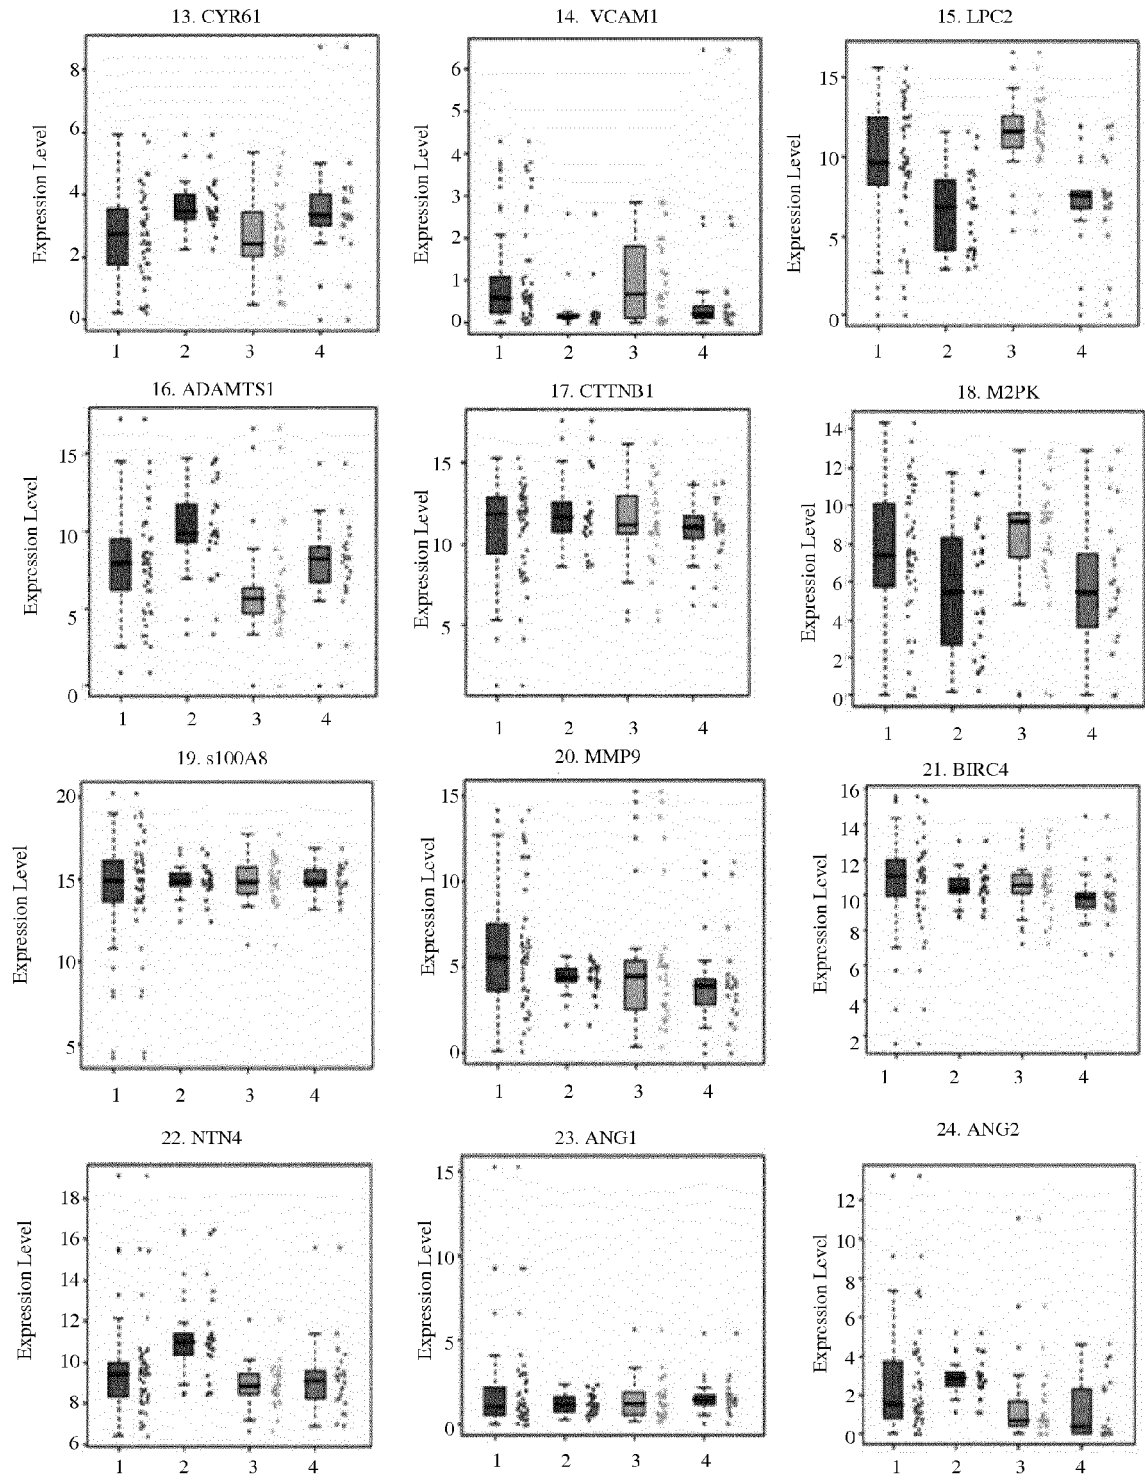 13. CYR61
14. VCAM1
15. LPC2
Expression Level
8
6
4
2
0
1 2 3 4
Expression Level
6
5
4
3
2
1
0
1 2 3 4
Expression Level
15
10
5
0
1 2 3 4
16. ADAMTS1
17. CTTNB1
18. M2PK
Expression Level
15
10
5
0
1 2 3 4
Expression Level
15
10
5
1 2 3 4
Expression Level
14
12
10
8
6
4
2
0
1 2 3 4
19. s100A8
20. MMP9
21. BIRC4
Expression Level
20
15
10
5
1 2 3 4
Expression Level
15
10
5
0
1 2 3 4
Expression Level
16
14
12
10
8
6
4
2
1 2 3 4
22. NTN4
23. ANG1
24. ANG2
Expression Level
18
16
14
12
10
8
6
1 2 3 4
Expression Level
15
10
5
0
1 2 3 4
Expression Level
12
10
8
6
4
2
0
1 2 3 4